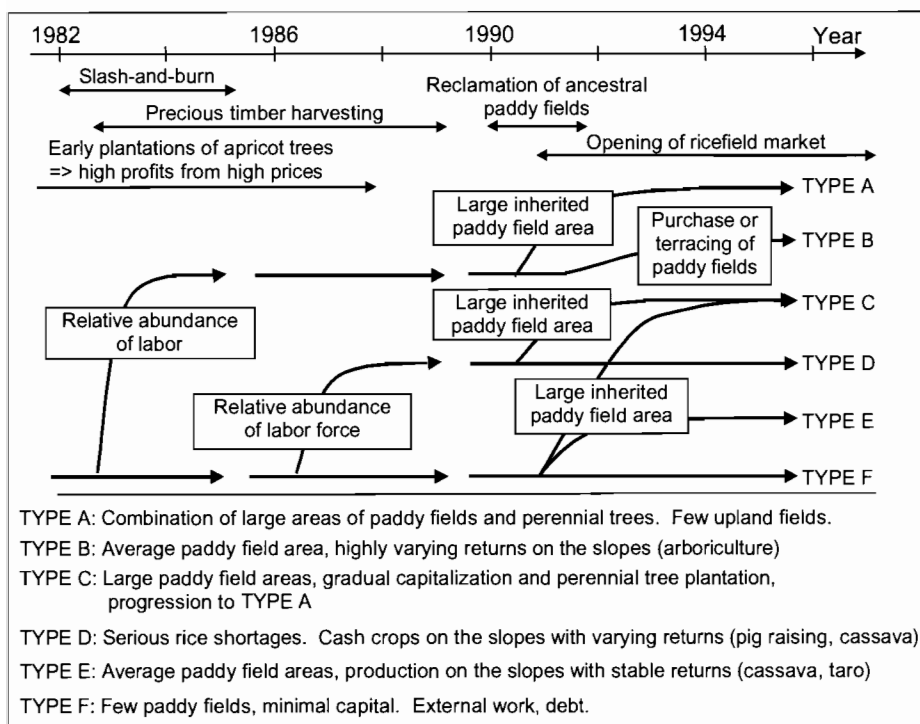 1982 1986 1990 1994 Year
Slash-and-burn
Reclamation of ancestral
paddy fields
Precious timber harvesting
Early plantations of apricot trees
=> high profits from high prices
Opening of ricefield market
TYPE A
Large inherited
paddy field area
Purchase or
terracing of
paddy fields
TYPE B
Relative abundance
of labor
Large inherited
paddy field area
TYPE C
TYPE D
Relative abundance
of labor force
Large inherited
paddy field area
TYPE E
TYPE F
TYPE A: Combination of large areas of paddy fields and perennial trees. Few upland fields.
TYPE B: Average paddy field area, highly varying returns on the slopes (arboriculture)
TYPE C: Large paddy field areas, gradual capitalization and perennial tree plantation,
progression to TYPE A
TYPE D: Serious rice shortages. Cash crops on the slopes with varying returns (pig raising, cassava)
TYPE E: Average paddy field areas, production on the slopes with stable returns (cassava, taro)
TYPE F: Few paddy fields, minimal capital. External work, debt.